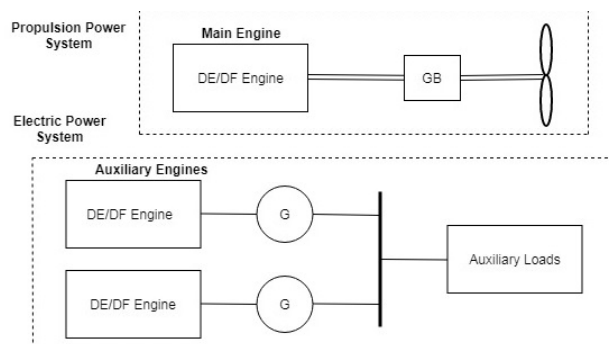 Propulsion Power
System
Main Engine
DE/DF Engine
GB
Electric Power
System
Auxiliary Engines
DE/DF Engine
G
Auxiliary Loads
DE/DF Engine
G